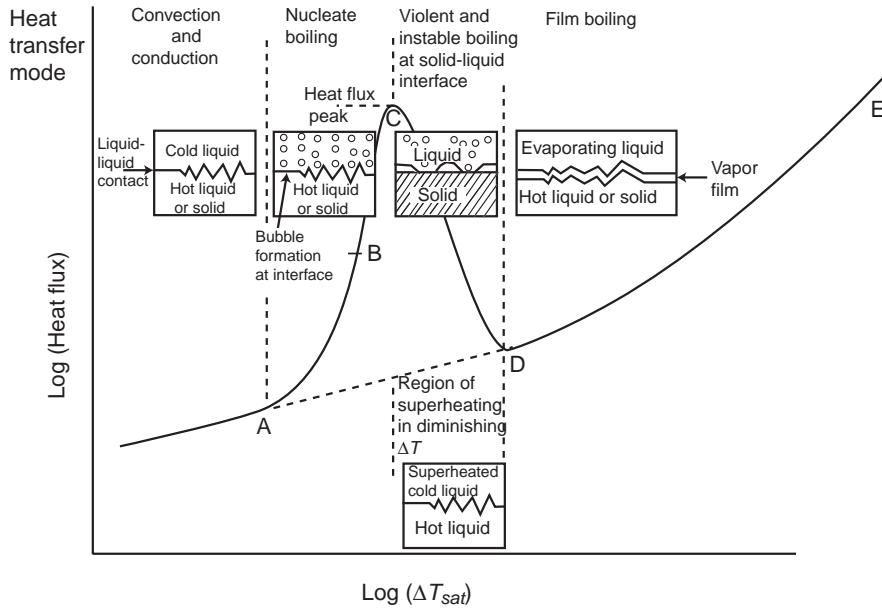 Heat
transfer
mode
Convection
and
conduction
Nucleate
boiling
Violent and
instable boiling
at solid-liquid
interface
Film boiling
Heat flux
peak
C
E
Liquid-
liquid
contact
Cold liquid
Hot liquid
or solid
Hot liquid
or solid
Liquid
Solid
Evaporating liquid
Hot liquid or solid
Vapor
film
Bubble
formation
at interface
B
Log (Heat flux)
D
A
Region of
superheating
in diminishing
ΔT
Superheated
cold liquid
Hot liquid
Log (ΔTsat)